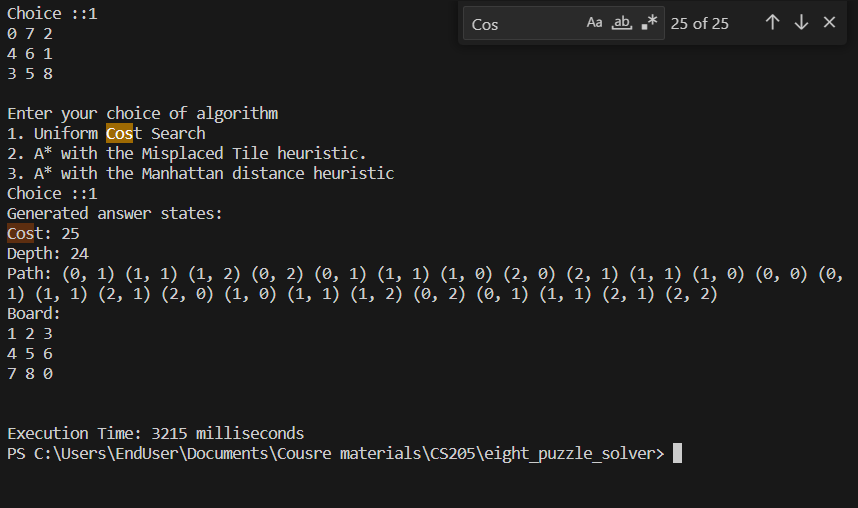 Choice ::1
0 7 2
4 6 1
3 5 8
Cos Aa ab .* 25 of 25
Enter your choice of algorithm
1. Uniform Cost Search
2. A* with the Misplaced Tile heuristic.
3. A* with the Manhattan distance heuristic
Choice ::1
Generated answer states:
Cost: 25
Depth: 24
Path: (0, 1) (1, 1) (1, 2) (0, 2) (0, 1) (1, 1) (1, 0) (2, 0) (2, 1) (1, 1) (1, 0) (0, 0) (0,
1) (1, 1) (2, 1) (2, 0) (1, 0) (1, 1) (1, 2) (0, 2) (0, 1) (1, 1) (2, 1) (2, 2)
Board:
1 2 3
4 5 6
7 8 0
Execution Time: 3215 milliseconds
PS C:\Users\EndUser\Documents\Cousre materials\CS205\eight_puzzle_solver>